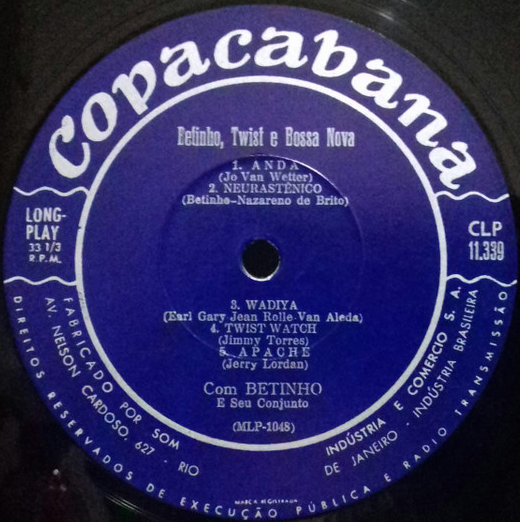 Copacabana
Betinho, Twist e Bossa Nova
1. ANDA
(Jo Van Wetter)
2. NEURASTÊNICO
(Betinho-Nazareno de Brito)
LONG-
PLAY
33 1/3
R.P.M.
CLP
11.339
3. WADIYA
(Earl Gary Jean Rolle Van Aleda)
4. TWIST WATCH
(Jimmy Torres)
5. APACHE
(Jerry Lordan)
Com BETINHO
E Seu Conjunto
(MLP-1048)
FABRICADO POR SOM INDÚSTRIA E COMERCIO S. A.
AV. NELSON CARDOSO, 627 - RIO DE JANEIRO - INDÚSTRIA BRASILEIRA
DIREITOS RESERVADOS DE EXECUÇÃO PÚBLICA E RADIO TRANSMISSÃO
MARCA REGISTRADA